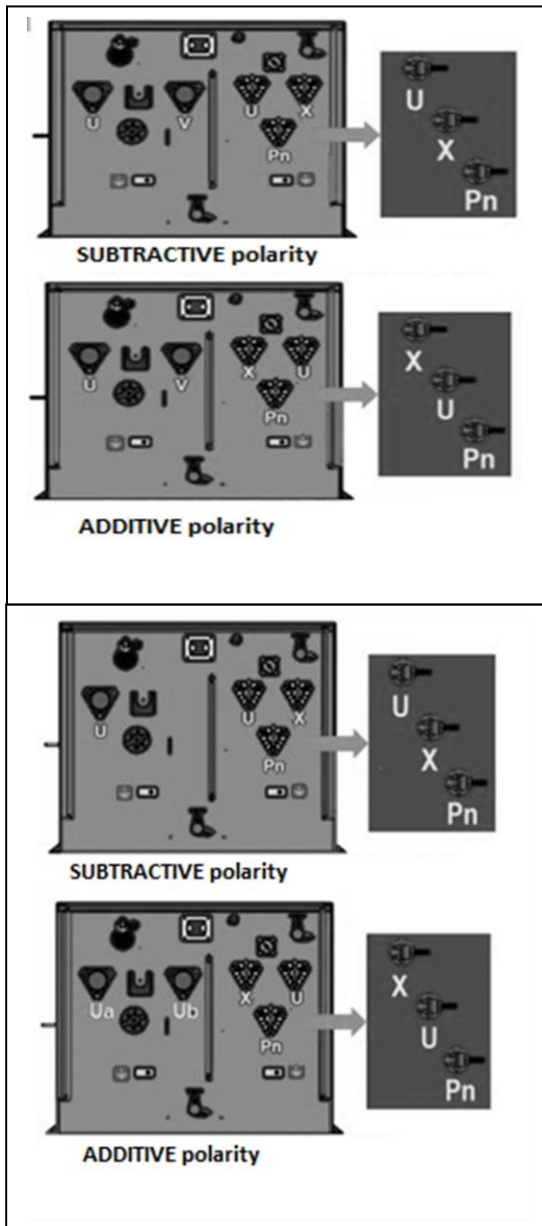 U
U V U X
X
Pn
Pn
SUBTRACTIVE polarity
X
U V X U
U
Pn
Pn
ADDITIVE polarity
U
U U X
X
Pn
Pn
SUBTRACTIVE polarity
X
Ua Ub X U
U
Pn
Pn
ADDITIVE polarity